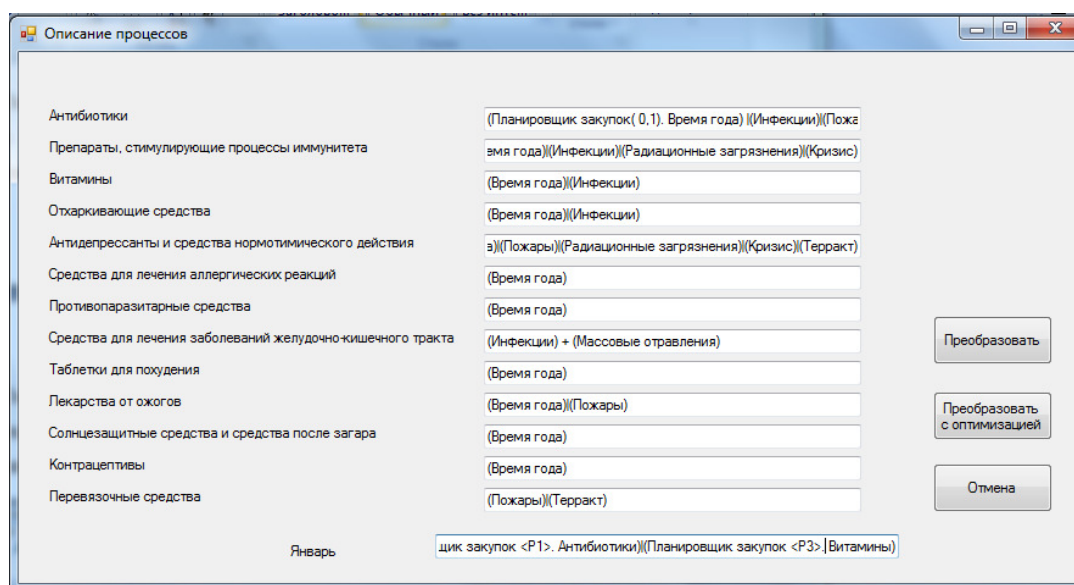 Описание процессов
Антибиотики (Планировщик закупок( 0,1). Время года) |(Инфекции)|(Пожа
Препараты, стимулирующие процессы иммунитета емя года)|(Инфекции)|(Радиационные загрязнения)|(Кризис)
Витамины (Время года)|(Инфекции)
Отхаркивающие средства (Время года)|(Инфекции)
Антидепрессанты и средства нормотимического действия а)|(Пожары)|(Радиационные загрязнения)|(Кризис)|(Терракт)
Средства для лечения аллергических реакций (Время года)
Противопаразитарные средства (Время года)
Средства для лечения заболеваний желудочно-кишечного тракта (Инфекции) + (Массовые отравления)
Преобразовать
Таблетки для похудения (Время года)
Лекарства от ожогов (Время года)|(Пожары)
Преобразовать
с оптимизацией
Солнцезащитные средства и средства после загара (Время года)
Контрацептивы (Время года)
Отмена
Перевязочные средства (Пожары)|(Терракт)
Январь щик закупок <P1>. Антибиотики)|(Планировщик закупок <P3>. Витамины)